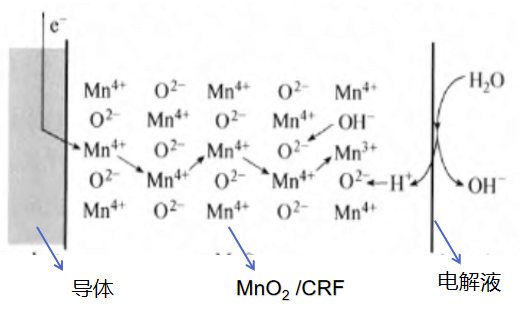 e⁻
Mn⁴⁺ O²⁻ Mn⁴⁺ O²⁻ Mn⁴⁺ H₂O
O²⁻ Mn⁴⁺ O²⁻ Mn⁴⁺ OH⁻
Mn⁴⁺ O²⁻ Mn⁴⁺ O²⁻ Mn³⁺
O²⁻ Mn⁴⁺ O²⁻ Mn⁴⁺ O²⁻ H⁺ OH⁻
Mn⁴⁺ O²⁻ Mn⁴⁺ O²⁻ Mn⁴⁺
导体 MnO₂ /CRF 电解液